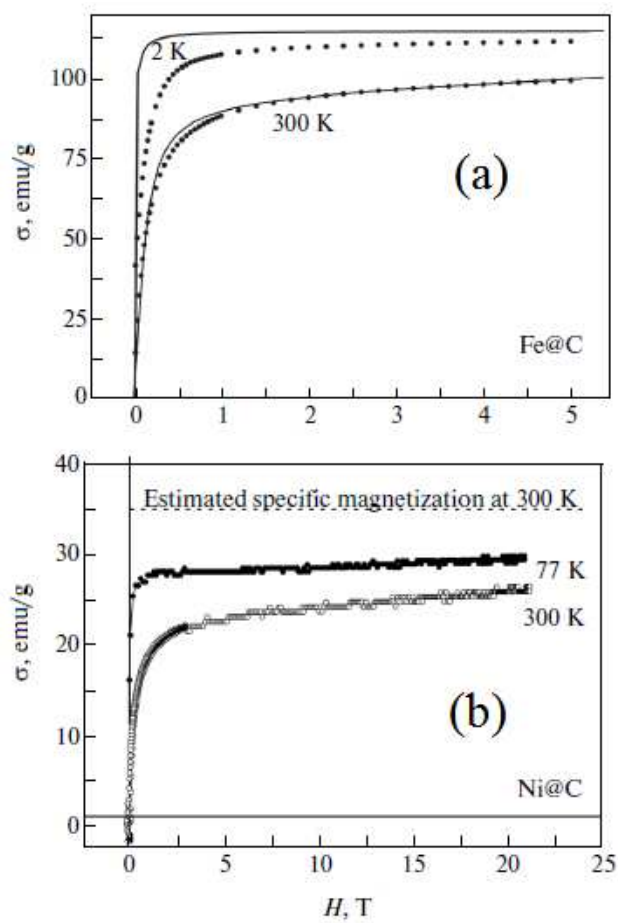 2 K
100
300 K
(a)
75
σ, emu/g
50
25
Fe@C
0
0 1 2 3 4 5
40
Estimated specific magnetization at 300 K
30
77 K
300 K
20
σ, emu/g
(b)
10
Ni@C
0
0 5 10 15 20 25
H, T